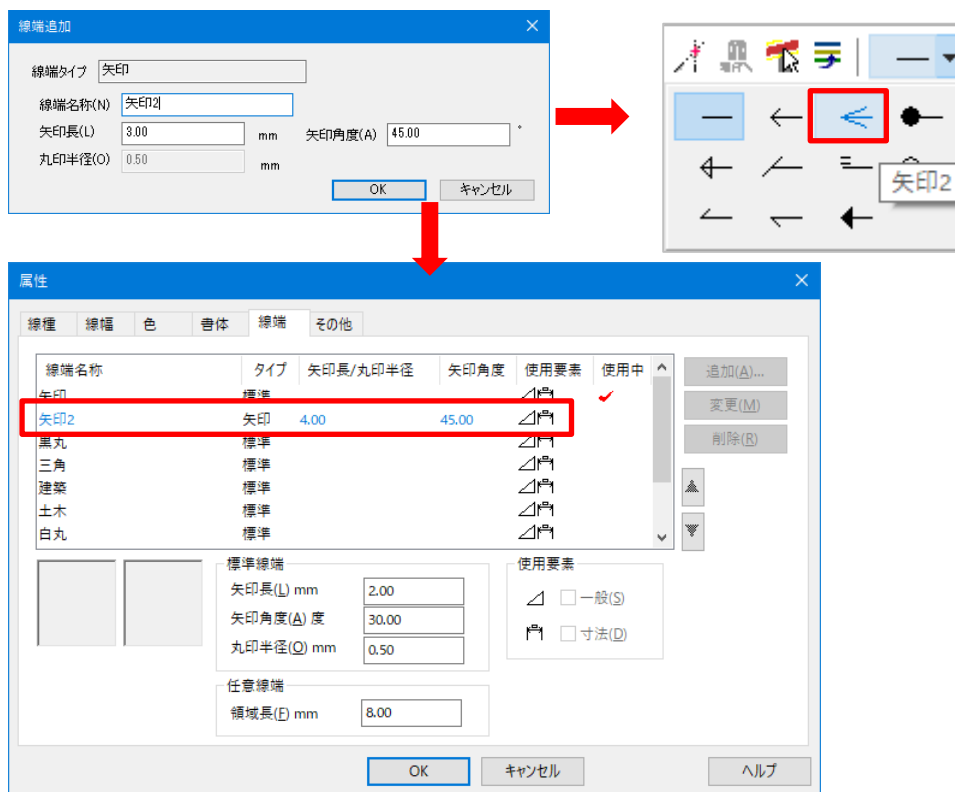 線端追加
線端タイプ 矢印
線端名称(N) 矢印2
矢印長(L) 3.00 mm 矢印角度(A) 45.00 °
丸印半径(O) 0.50 mm
OK キャンセル
矢印2
属性
線種 線幅 色 書体 線端 その他
線端名称 タイプ 矢印長/丸印半径 矢印角度 使用要素 使用中
矢印 標準
矢印2 矢印 4.00 45.00
黒丸 標準
三角 標準
建築 標準
土木 標準
白丸 標準
追加(A)...
変更(M)
削除(R)
標準線端
矢印長(L) mm 2.00
矢印角度(A) 度 30.00
丸印半径(O) mm 0.50
使用要素
一般(S)
寸法(D)
任意線端
領域長(F) mm 8.00
OK キャンセル ヘルプ